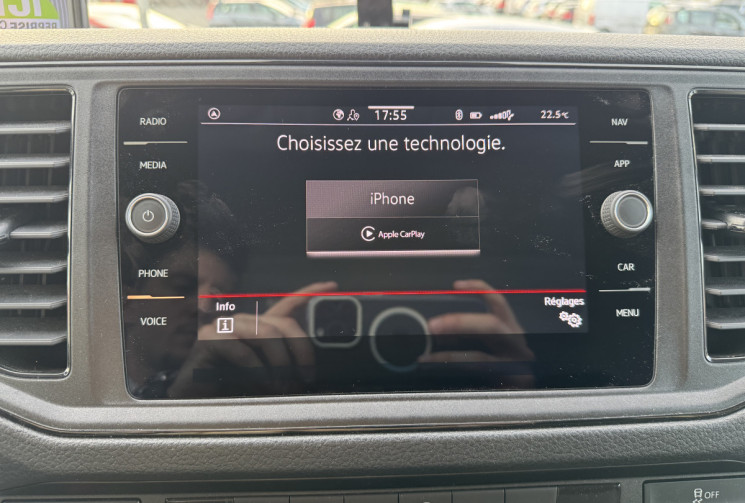 RADIO
MEDIA
PHONE
VOICE
17:55
22.5°C
Choisissez une technologie.
iPhone
Apple CarPlay
Info
i
Réglages
NAV
APP
CAR
MENU
OFF